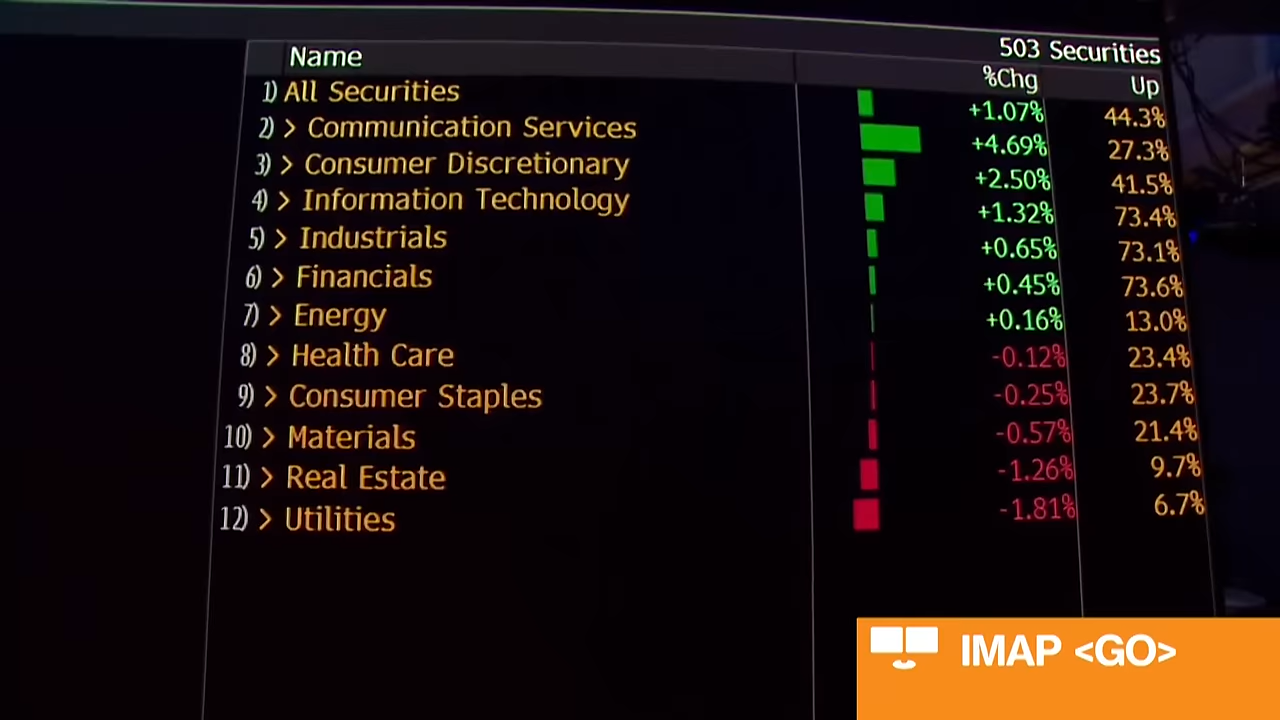 503 Securities
Name %Chg Up
1) All Securities +1.07% 44.3%
2) > Communication Services +4.69% 27.3%
3) > Consumer Discretionary +2.50% 41.5%
4) > Information Technology +1.32% 73.4%
5) > Industrials +0.65% 73.1%
6) > Financials +0.45% 73.6%
7) > Energy +0.16% 13.0%
8) > Health Care -0.12% 23.4%
9) > Consumer Staples -0.25% 23.7%
10) > Materials -0.57% 21.4%
11) > Real Estate -1.26% 9.7%
12) > Utilities -1.81% 6.7%
IMAP <GO>